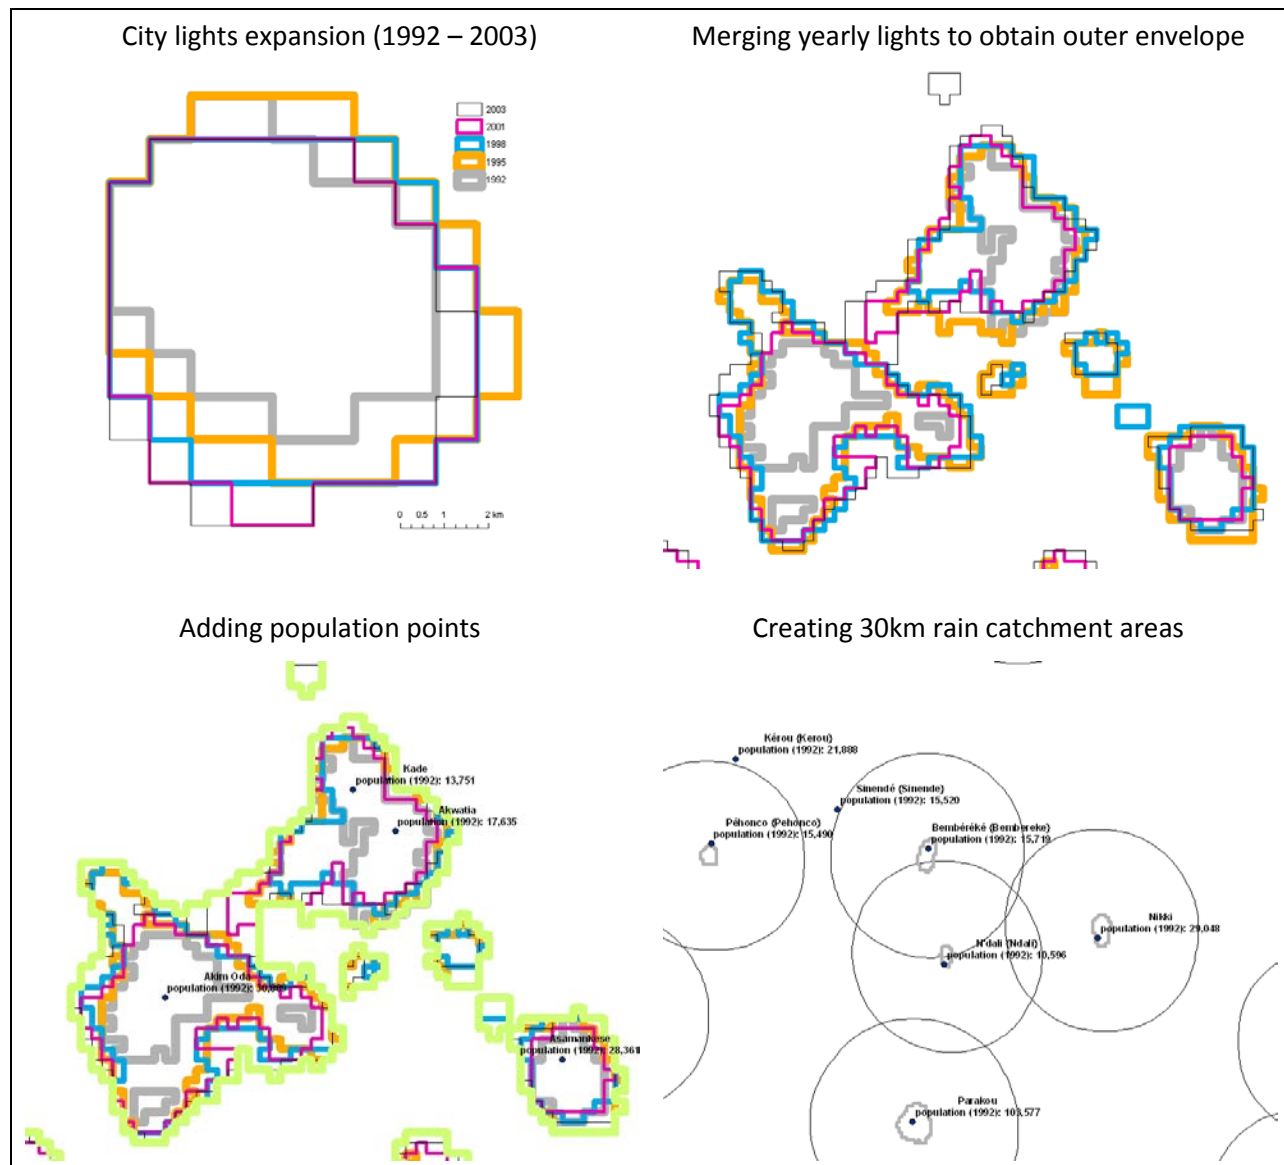 City lights expansion (1992 – 2003)
Merging yearly lights to obtain outer envelope
2003
2001
1998
1995
1992
0 0.5 1 2 km
Adding population points
Creating 30km rain catchment areas
Kade
population (1992): 13,751
Akwatia
population (1992): 17,635
Akim Oda
population (1992):
Asamankese
population (1992): 28,361
Kérou (Kerou)
population (1992): 21,888
Sinendé (Sinende)
population (1992): 15,520
Péhonco (Pehonco)
population (1992): 15,490
Bembéréké (Bembereke)
population (1992): 15,719
Nikki
population (1992): 29,048
N'dali (Ndali)
population (1992): 10,596
Parakou
population (1992): 103,577